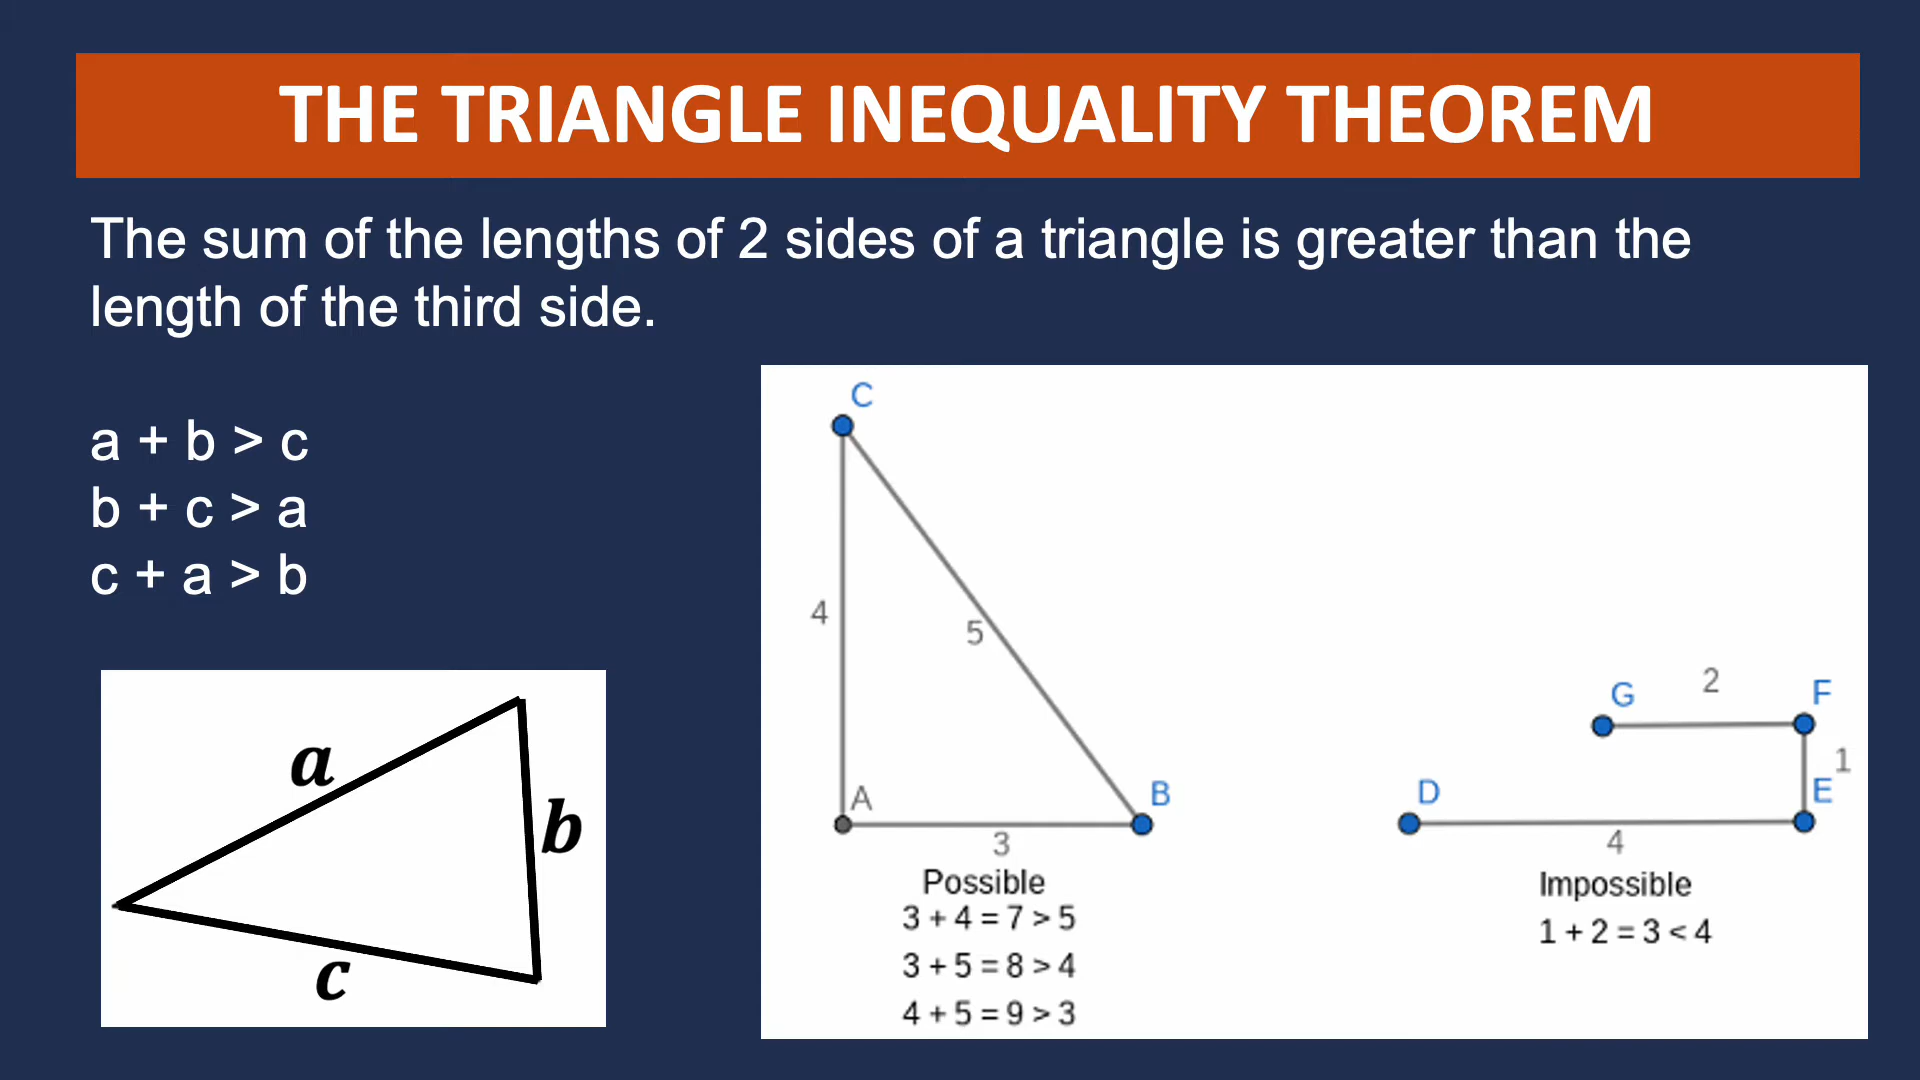 THE TRIANGLE INEQUALITY THEOREM
The sum of the lengths of 2 sides of a triangle is greater than the
length of the third side.
a + b > c
b + c > a
c + a > b
a
b
c
C
4
5
A
B
3
Possible
3 + 4 = 7 > 5
3 + 5 = 8 > 4
4 + 5 = 9 > 3
G
2
F
1
D
E
4
Impossible
1 + 2 = 3 < 4